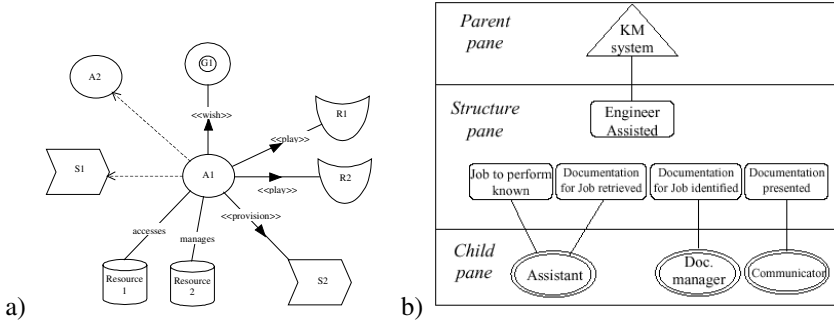 G1
A2
<<wish>>
R1
<<play>>
S1
A1
R2
<<play>>
<<provision>>
accesses
manages
Resource
1
Resource
2
S2
a)
Parent
pane
KM
system
Structure
pane
Engineer
Assisted
Job to perform
known
Documentation
for Job retrieved
Documentation
for Job identified
Documentation
presented
Child
pane
Assistant
Doc.
manager
Communicator
b)